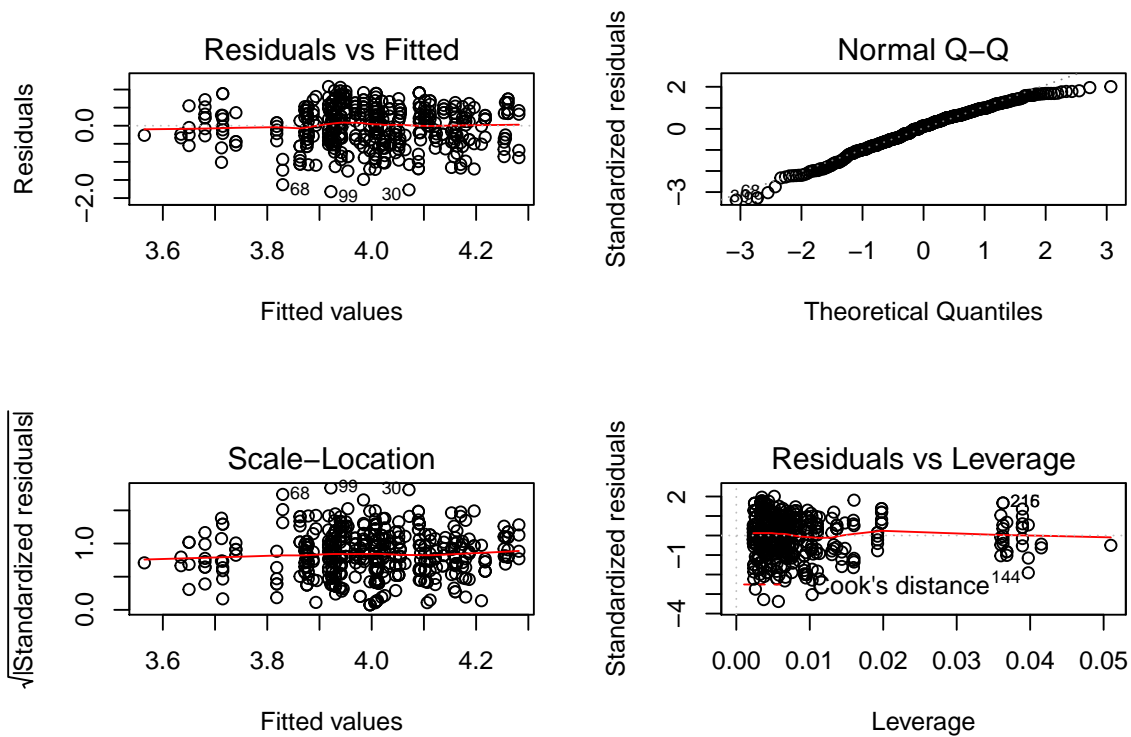 Residuals vs Fitted
Residuals
0.0
−2.0
3.6 3.8 4.0 4.2
Fitted values
68
99
30
Normal Q−Q
Standardized residuals
2
0
−3
−3 −2 −1 0 1 2 3
Theoretical Quantiles
68
Scale−Location
√|Standardized residuals|
1.0
0.0
3.6 3.8 4.0 4.2
Fitted values
68
99
30
Residuals vs Leverage
Standardized residuals
2
−1
−4
0.00 0.01 0.02 0.03 0.04 0.05
Leverage
Cook's distance
216
144